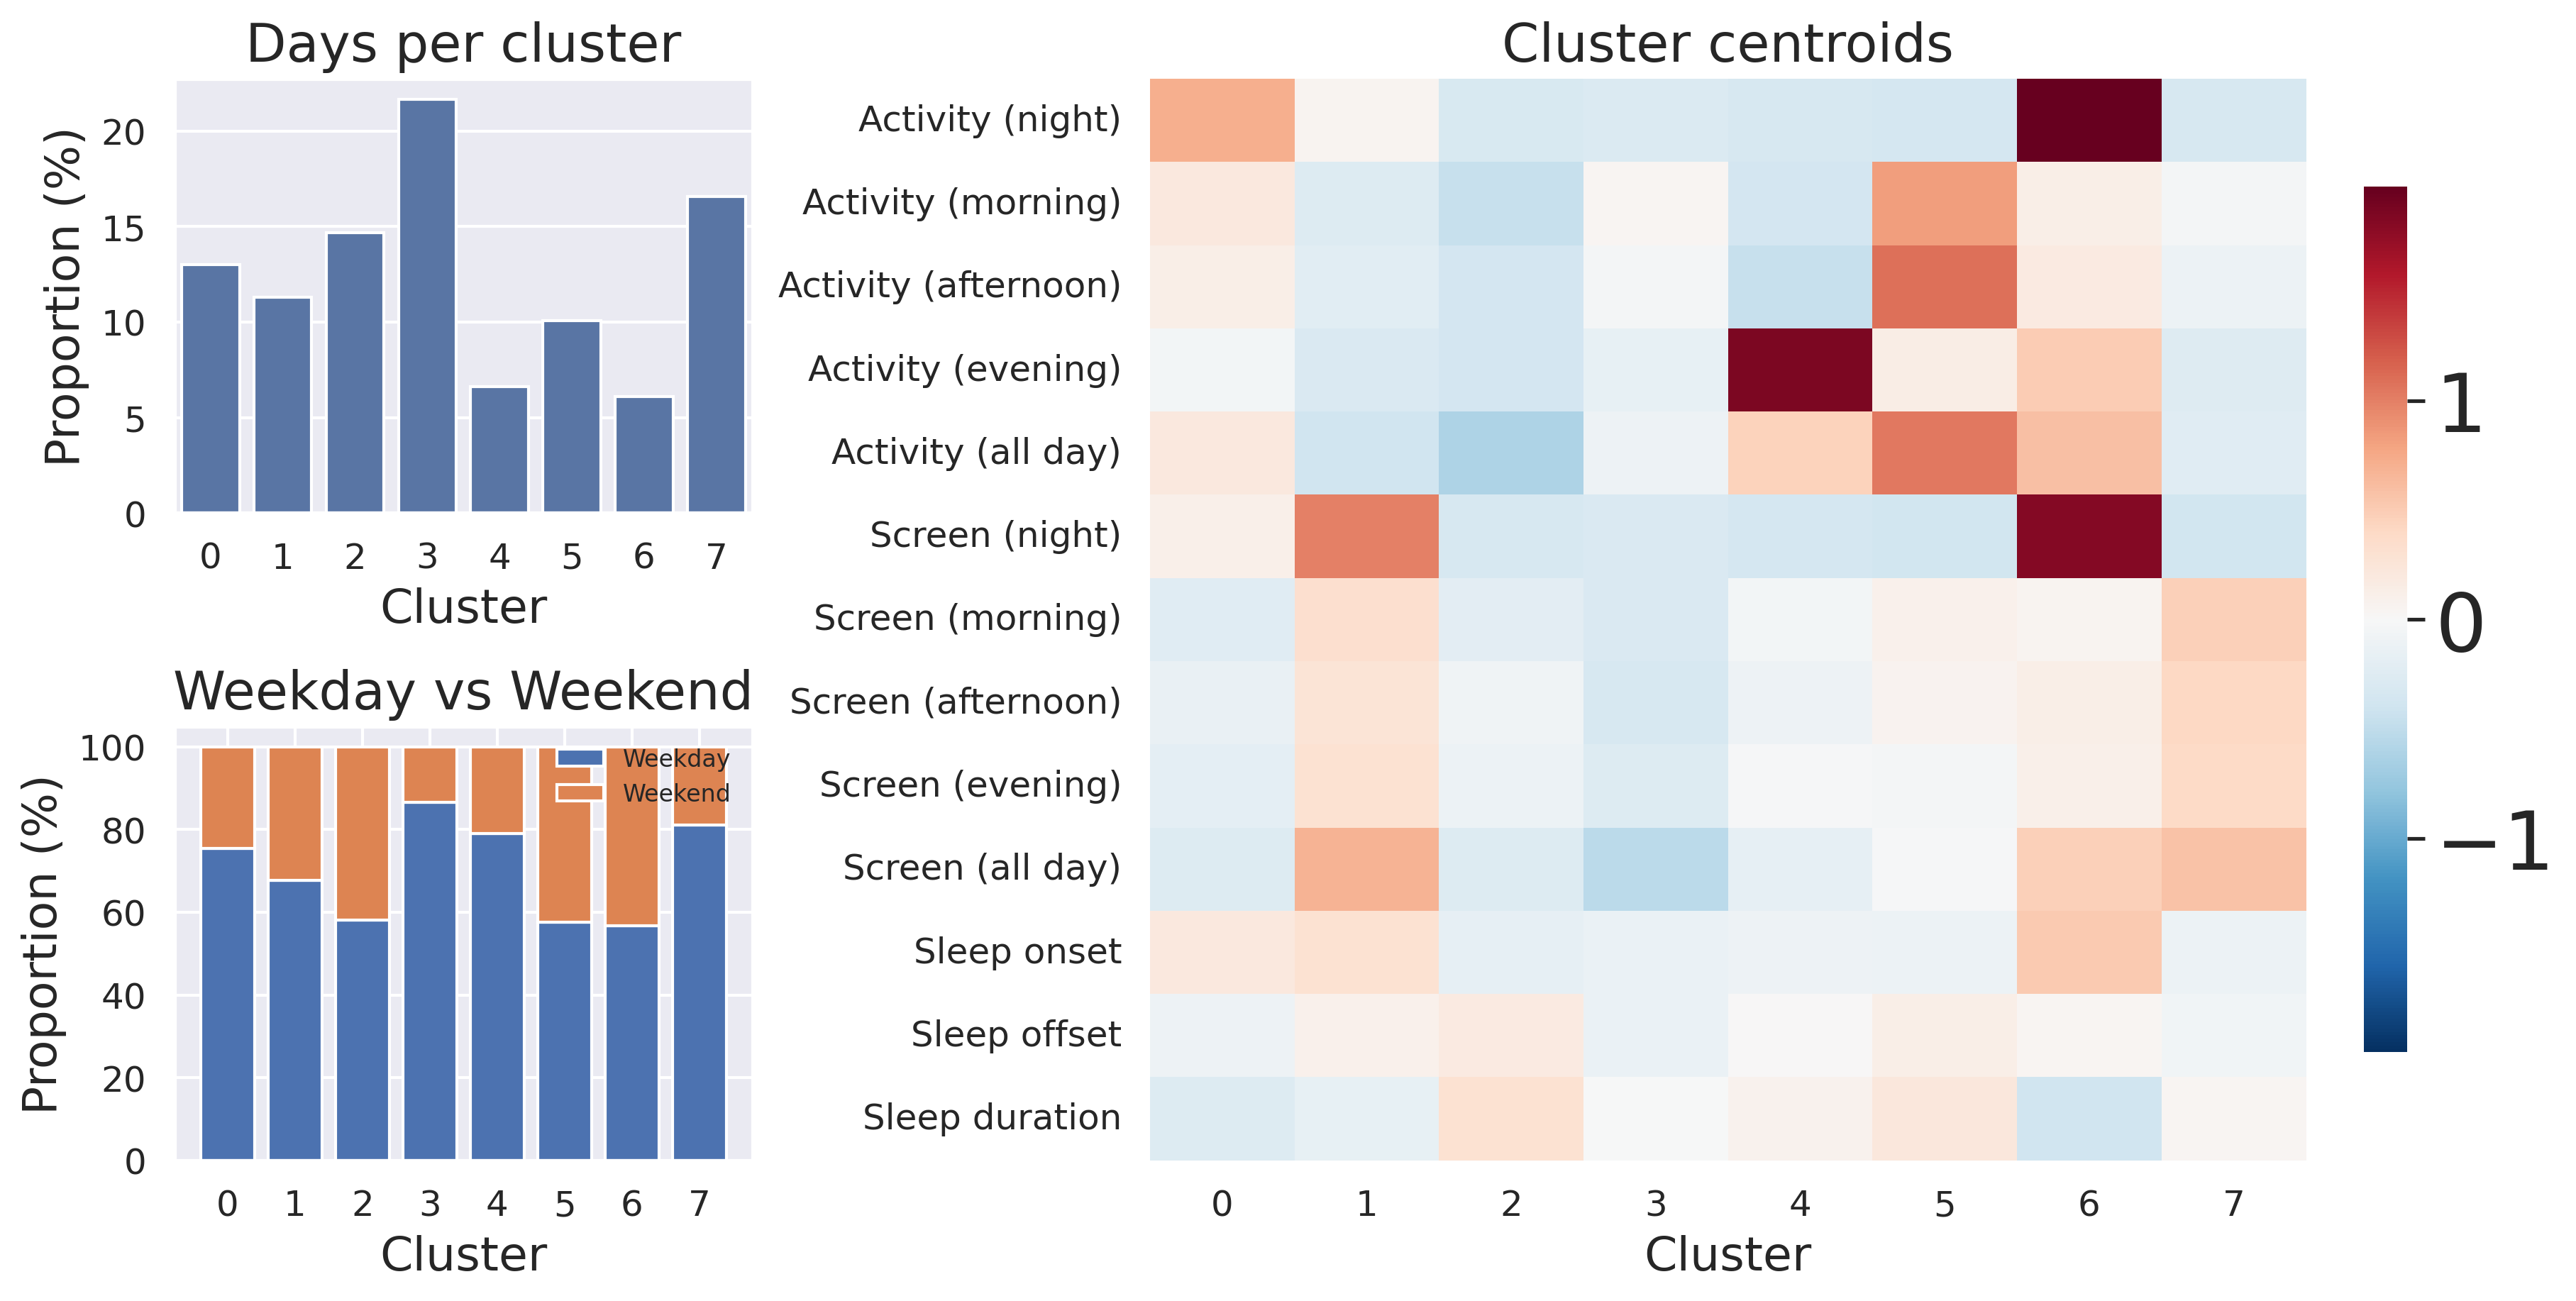 Days per cluster
Proportion (%)
20
15
10
5
0
0 1 2 3 4 5 6 7
Cluster
Weekday vs Weekend
Proportion (%)
100
80
60
40
20
0
Weekday
Weekend
0 1 2 3 4 5 6 7
Cluster
Cluster centroids
Activity (night)
Activity (morning)
Activity (afternoon)
Activity (evening)
Activity (all day)
Screen (night)
Screen (morning)
Screen (afternoon)
Screen (evening)
Screen (all day)
Sleep onset
Sleep offset
Sleep duration
0 1 2 3 4 5 6 7
Cluster
1
0
−1